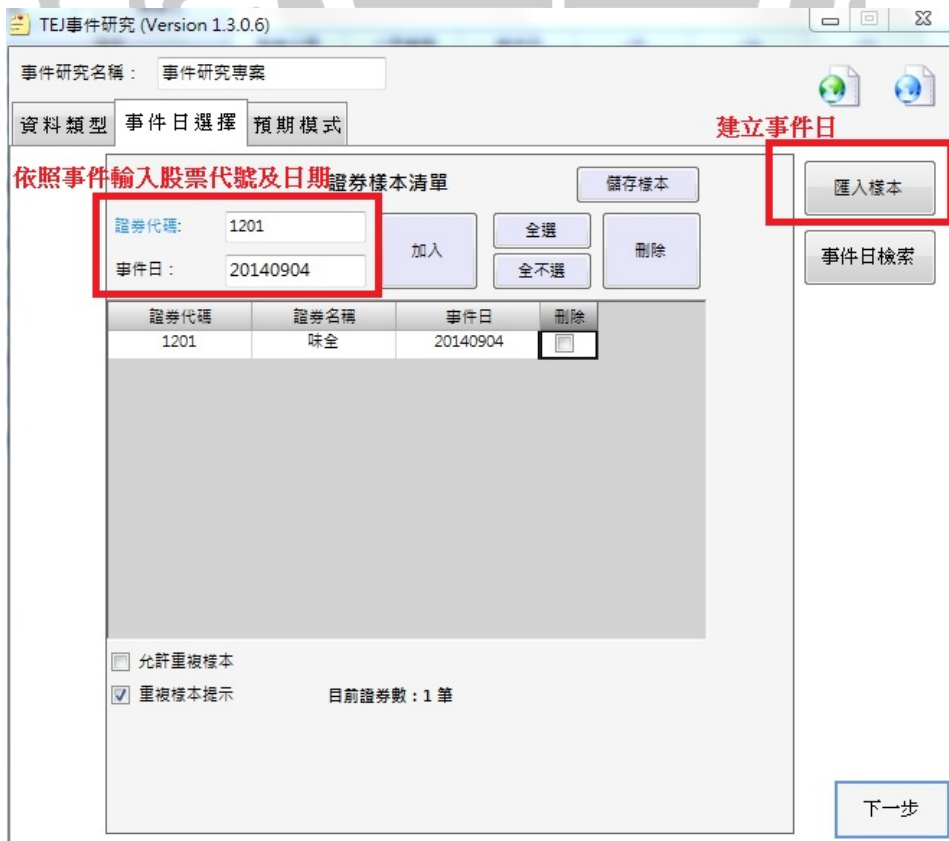 TEJ事件研究 (Version 1.3.0.6)
事件研究名稱： 事件研究專案
資料類型 事件日選擇 預期模式
建立事件日
依照事件輸入股票代號及日期
證券樣本清單
儲存樣本
匯入樣本
證券代碼: 1201
加入
全選
刪除
事件日： 20140904
全不選
事件日檢索
證券代碼 證券名稱 事件日 刪除
1201 味全 20140904
允許重複樣本
重複樣本提示 目前證券數：1 筆
下一步